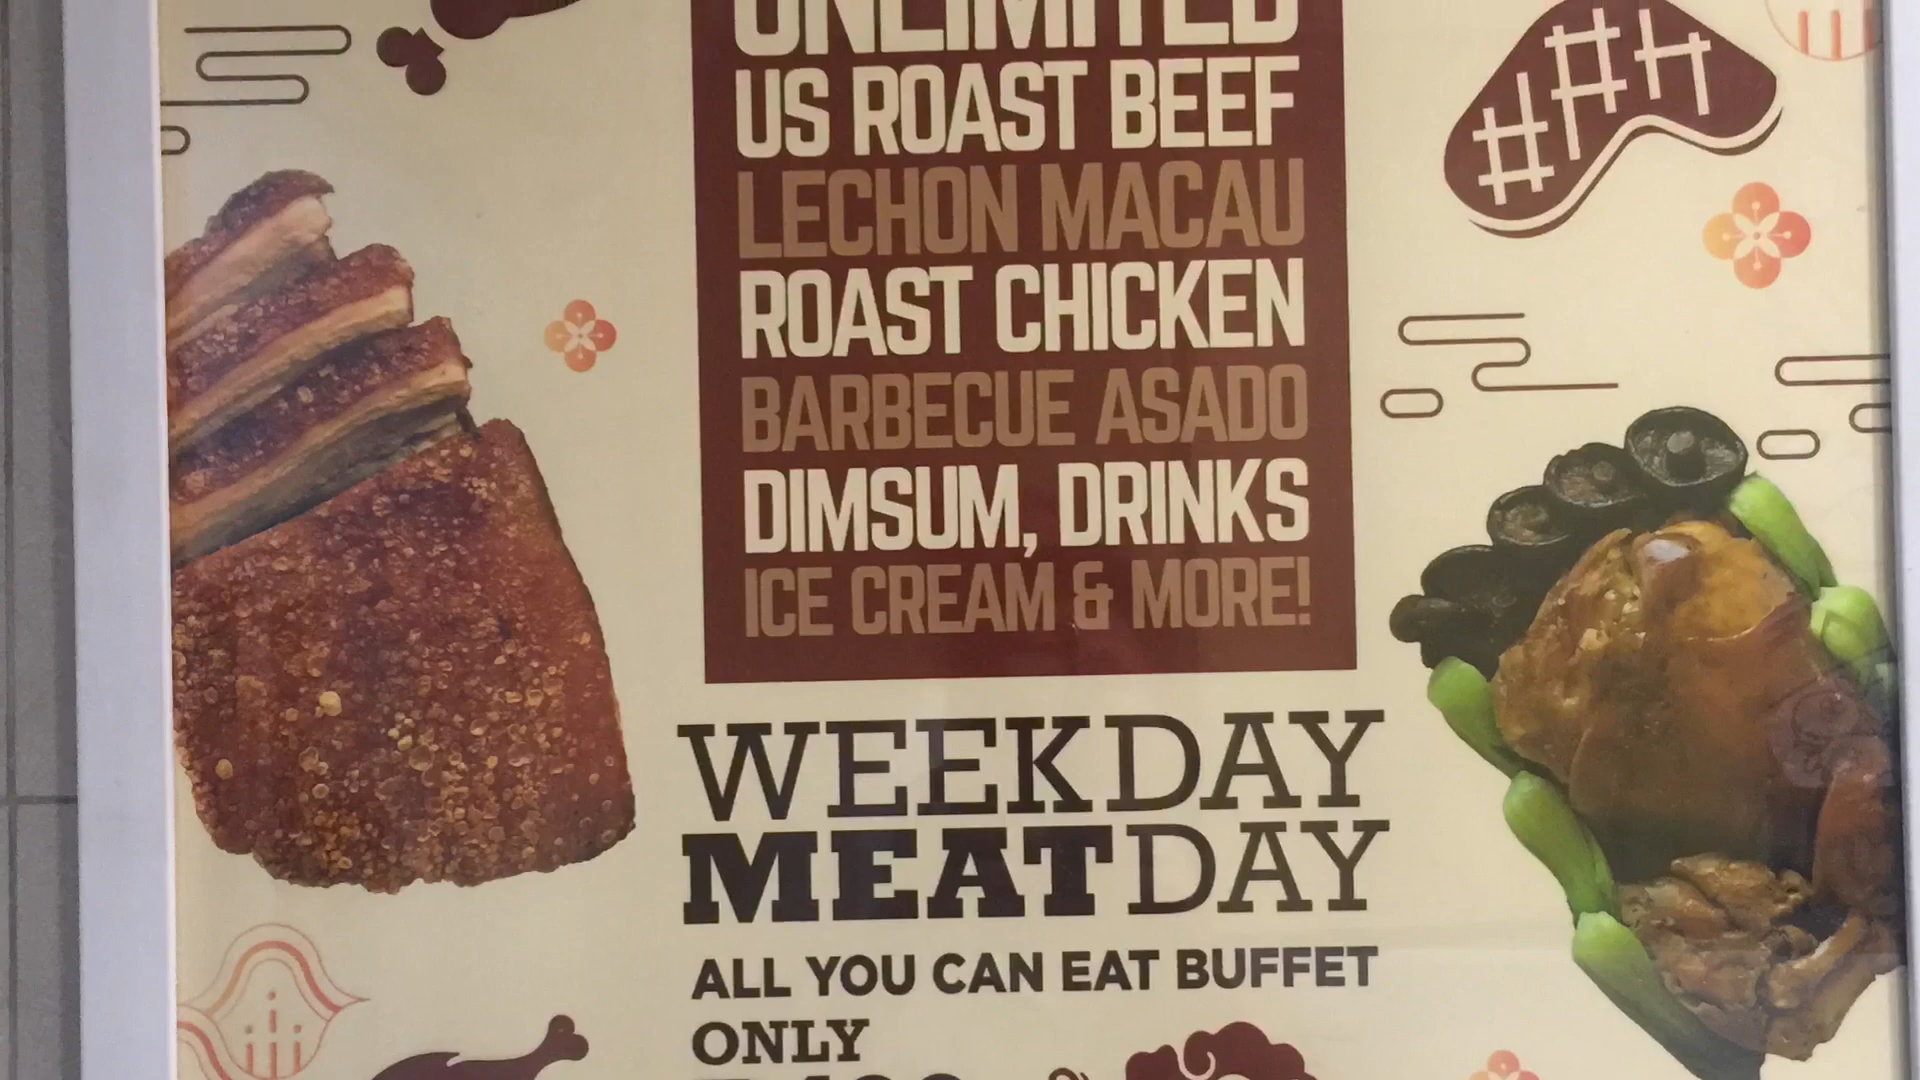 UNLIMITED
US ROAST BEEF
LECHON MACAU
ROAST CHICKEN
BARBECUE ASADO
DIMSUM, DRINKS
ICE CREAM & MORE!
WEEKDAY
MEATDAY
ALL YOU CAN EAT BUFFET
ONLY